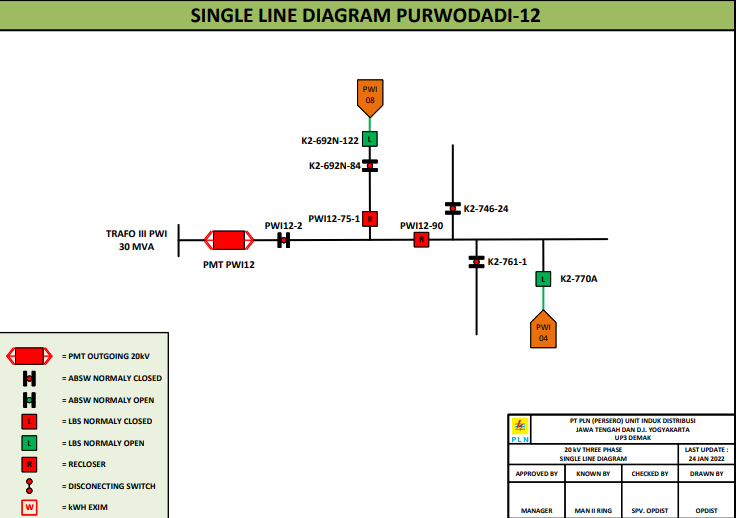 SINGLE LINE DIAGRAM PURWODADI-12
PWI
08
K2-692N-122
L
K2-692N-84
K2-746-24
PWI12-75-1
R
PWI12-2
PWI12-90
R
TRAFO III PWI
30 MVA
PMT PWI12
K2-761-1
L
K2-770A
PWI
04
= PMT OUTGOING 20kV
= ABSW NORMALY CLOSED
= ABSW NORMALY OPEN
L
= LBS NORMALY CLOSED
L
= LBS NORMALY OPEN
R
= RECLOSER
= DISCONECTING SWITCH
W
= kWH EXIM
PLN
PT PLN (PERSERO) UNIT INDUK DISTRIBUSI
JAWA TENGAH DAN D.I. YOGYAKARTA
UP3 DEMAK
20 kV THREE PHASE
SINGLE LINE DIAGRAM
LAST UPDATE :
24 JAN 2022
APPROVED BY
KNOWN BY
CHECKED BY
DRAWN BY
MANAGER
MAN II RING
SPV. OPDIST
OPDIST